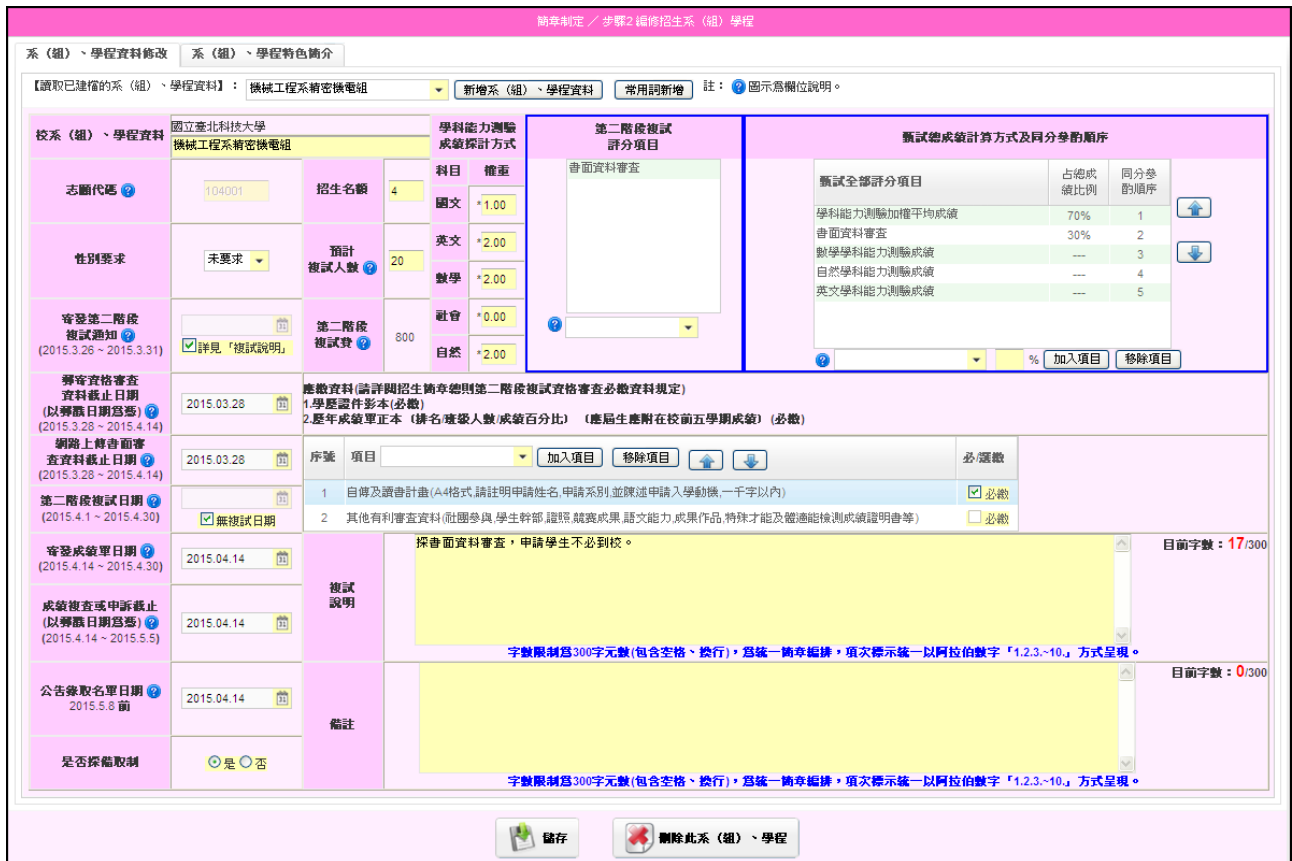 簡章制定 ／ 步驟2 編修招生系（組）學程
系（組）、學程資料修改
系（組）、學程特色簡介
【讀取已建檔的系（組）、學程資料】： 機械工程系精密機電組 新增系（組）、學程資料 常用詞新增 註： 圖示為欄位說明。
校系（組）、學程資料
國立臺北科技大學
機械工程系精密機電組
學科能力測驗
成績採計方式
科目 權重
國文 *1.00
英文 *2.00
數學 *2.00
社會 *0.00
自然 *2.00
第二階段複試
評分項目
書面資料審查
甄試總成績計算方式及同分參酌順序
甄試全部評分項目
占總成
績比例
同分參
酌順序
學科能力測驗加權平均成績 70% 1
書面資料審查 30% 2
數學學科能力測驗成績 --- 3
自然學科能力測驗成績 --- 4
英文學科能力測驗成績 --- 5
% 加入項目 移除項目
志願代碼 104001
招生名額 4
性別要求 未要求
預計
複試人數 20
寄發第二階段
複試通知
(2015.3.26 ~ 2015.3.31)
31
詳見「複試說明」
第二階段
複試費 800
郵寄資格審查
資料截止日期
(以郵戳日期為憑)
(2015.3.28 ~ 2015.4.14)
2015.03.28 31
應繳資料(請詳閱招生簡章總則第二階段複試資格審查必繳資料規定)
1.學歷證件影本(必繳)
2.歷年成績單正本（排名/班級人數/成績百分比）（應屆生應附在校前五學期成績）(必繳)
網路上傳書面審
查資料截止日期
(2015.3.28 ~ 2015.4.14)
2015.03.28 31
序號 項目 加入項目 移除項目 必/選繳
1 自傳及讀書計畫(A4格式,請註明申請姓名,申請系別,並陳述申請入學動機,一千字以內) 必繳
2 其他有利審查資料(社團參與,學生幹部,證照,競賽成果,語文能力,成果作品,特殊才能及體適能檢測成績證明書等) 必繳
第二階段複試日期
(2015.4.1 ~ 2015.4.30)
31
無複試日期
寄發成績單日期
(2015.4.14 ~ 2015.4.30)
2015.04.14 31
成績複查或申訴截止
(以郵戳日期為憑)
(2015.4.14 ~ 2015.5.5)
2015.04.14 31
複試
說明
採書面資料審查，申請學生不必到校。
目前字數：17/300
字數限制為300字元數(包含空格、換行)，為統一簡章編排，項次標示統一以阿拉伯數字「1.2.3.~10.」方式呈現。
公告錄取名單日期
2015.5.8 前
2015.04.14 31
是否採備取制
是 否
備註
目前字數：0/300
字數限制為300字元數(包含空格、換行)，為統一簡章編排，項次標示統一以阿拉伯數字「1.2.3.~10.」方式呈現。
儲存
刪除此系（組）、學程